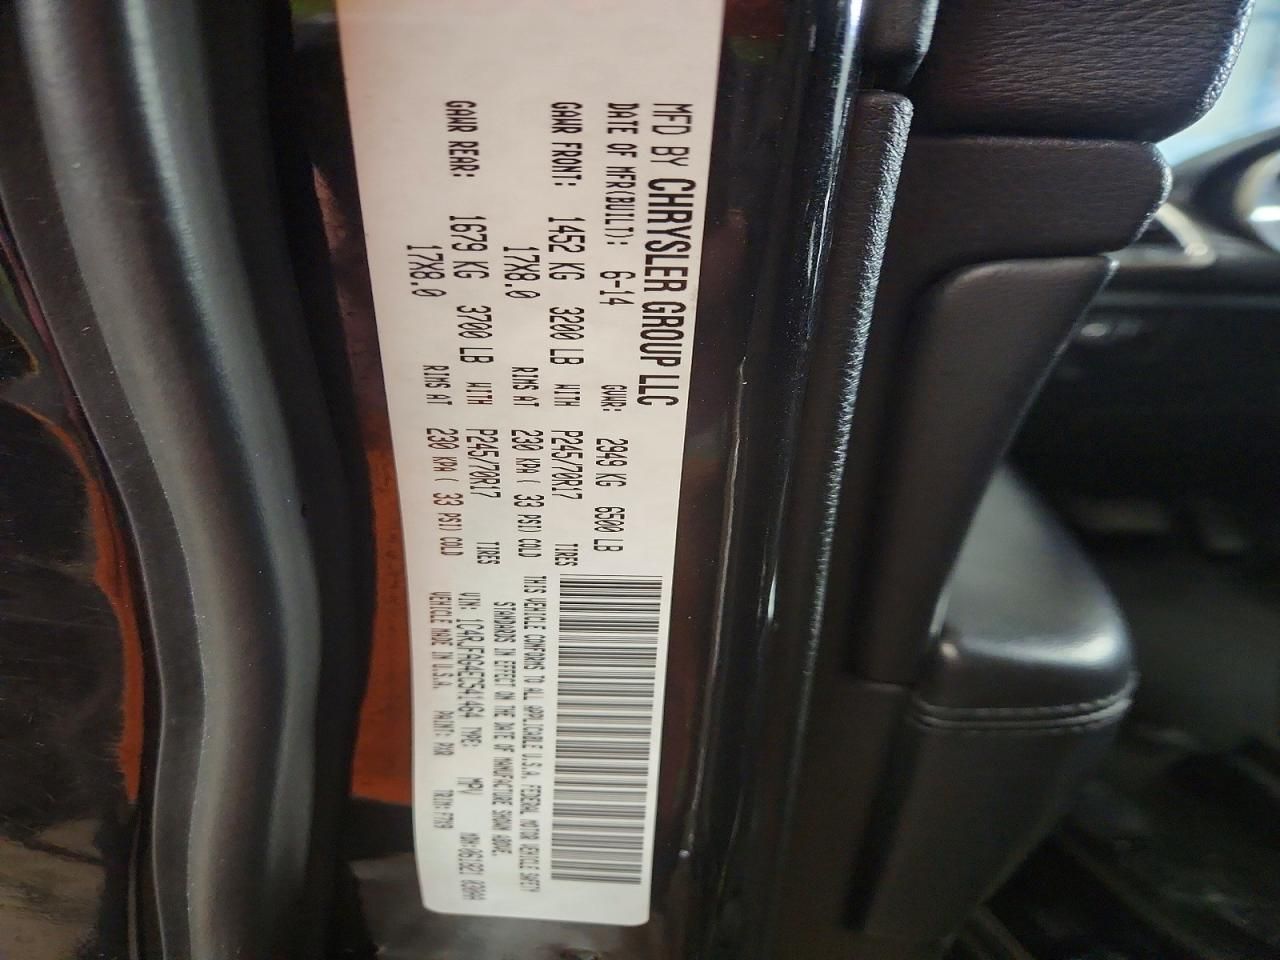 MFD BY CHRYSLER GROUP LLC
DATE OF MFR(BUILT): 6-14 GVWR: 2949 KG 6500 LB
GAWR FRONT: 1452 KG 3200 LB WITH P245/70R17 TIRES
17X8.0 RIMS AT 230 KPA ( 33 PSI) COLD
GAWR REAR: 1679 KG 3700 LB WITH P245/70R17 TIRES
17X8.0 RIMS AT 230 KPA ( 33 PSI) COLD
THIS VEHICLE CONFORMS TO ALL APPLICABLE U.S.A. FEDERAL MOTOR VEHICLE SAFETY
STANDARDS IN EFFECT ON THE DATE OF MANUFACTURE SHOWN ABOVE.
VIN: 1C4RJFAG4EC541464 TYPE: MPV
VEHICLE MADE IN U.S.A. PAINT: PXR